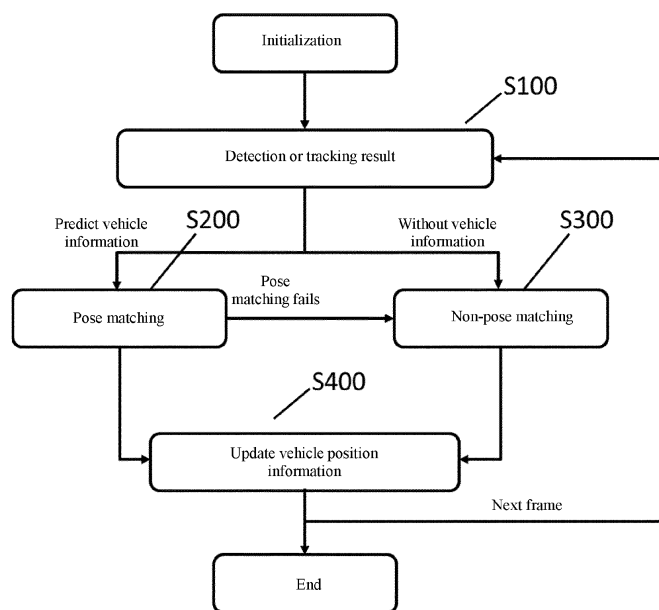 Initialization
S100
Detection or tracking result
Predict vehicle
information
S200
Without vehicle
information
S300
Pose
matching fails
Pose matching
Non-pose matching
S400
Update vehicle position
information
Next frame
End